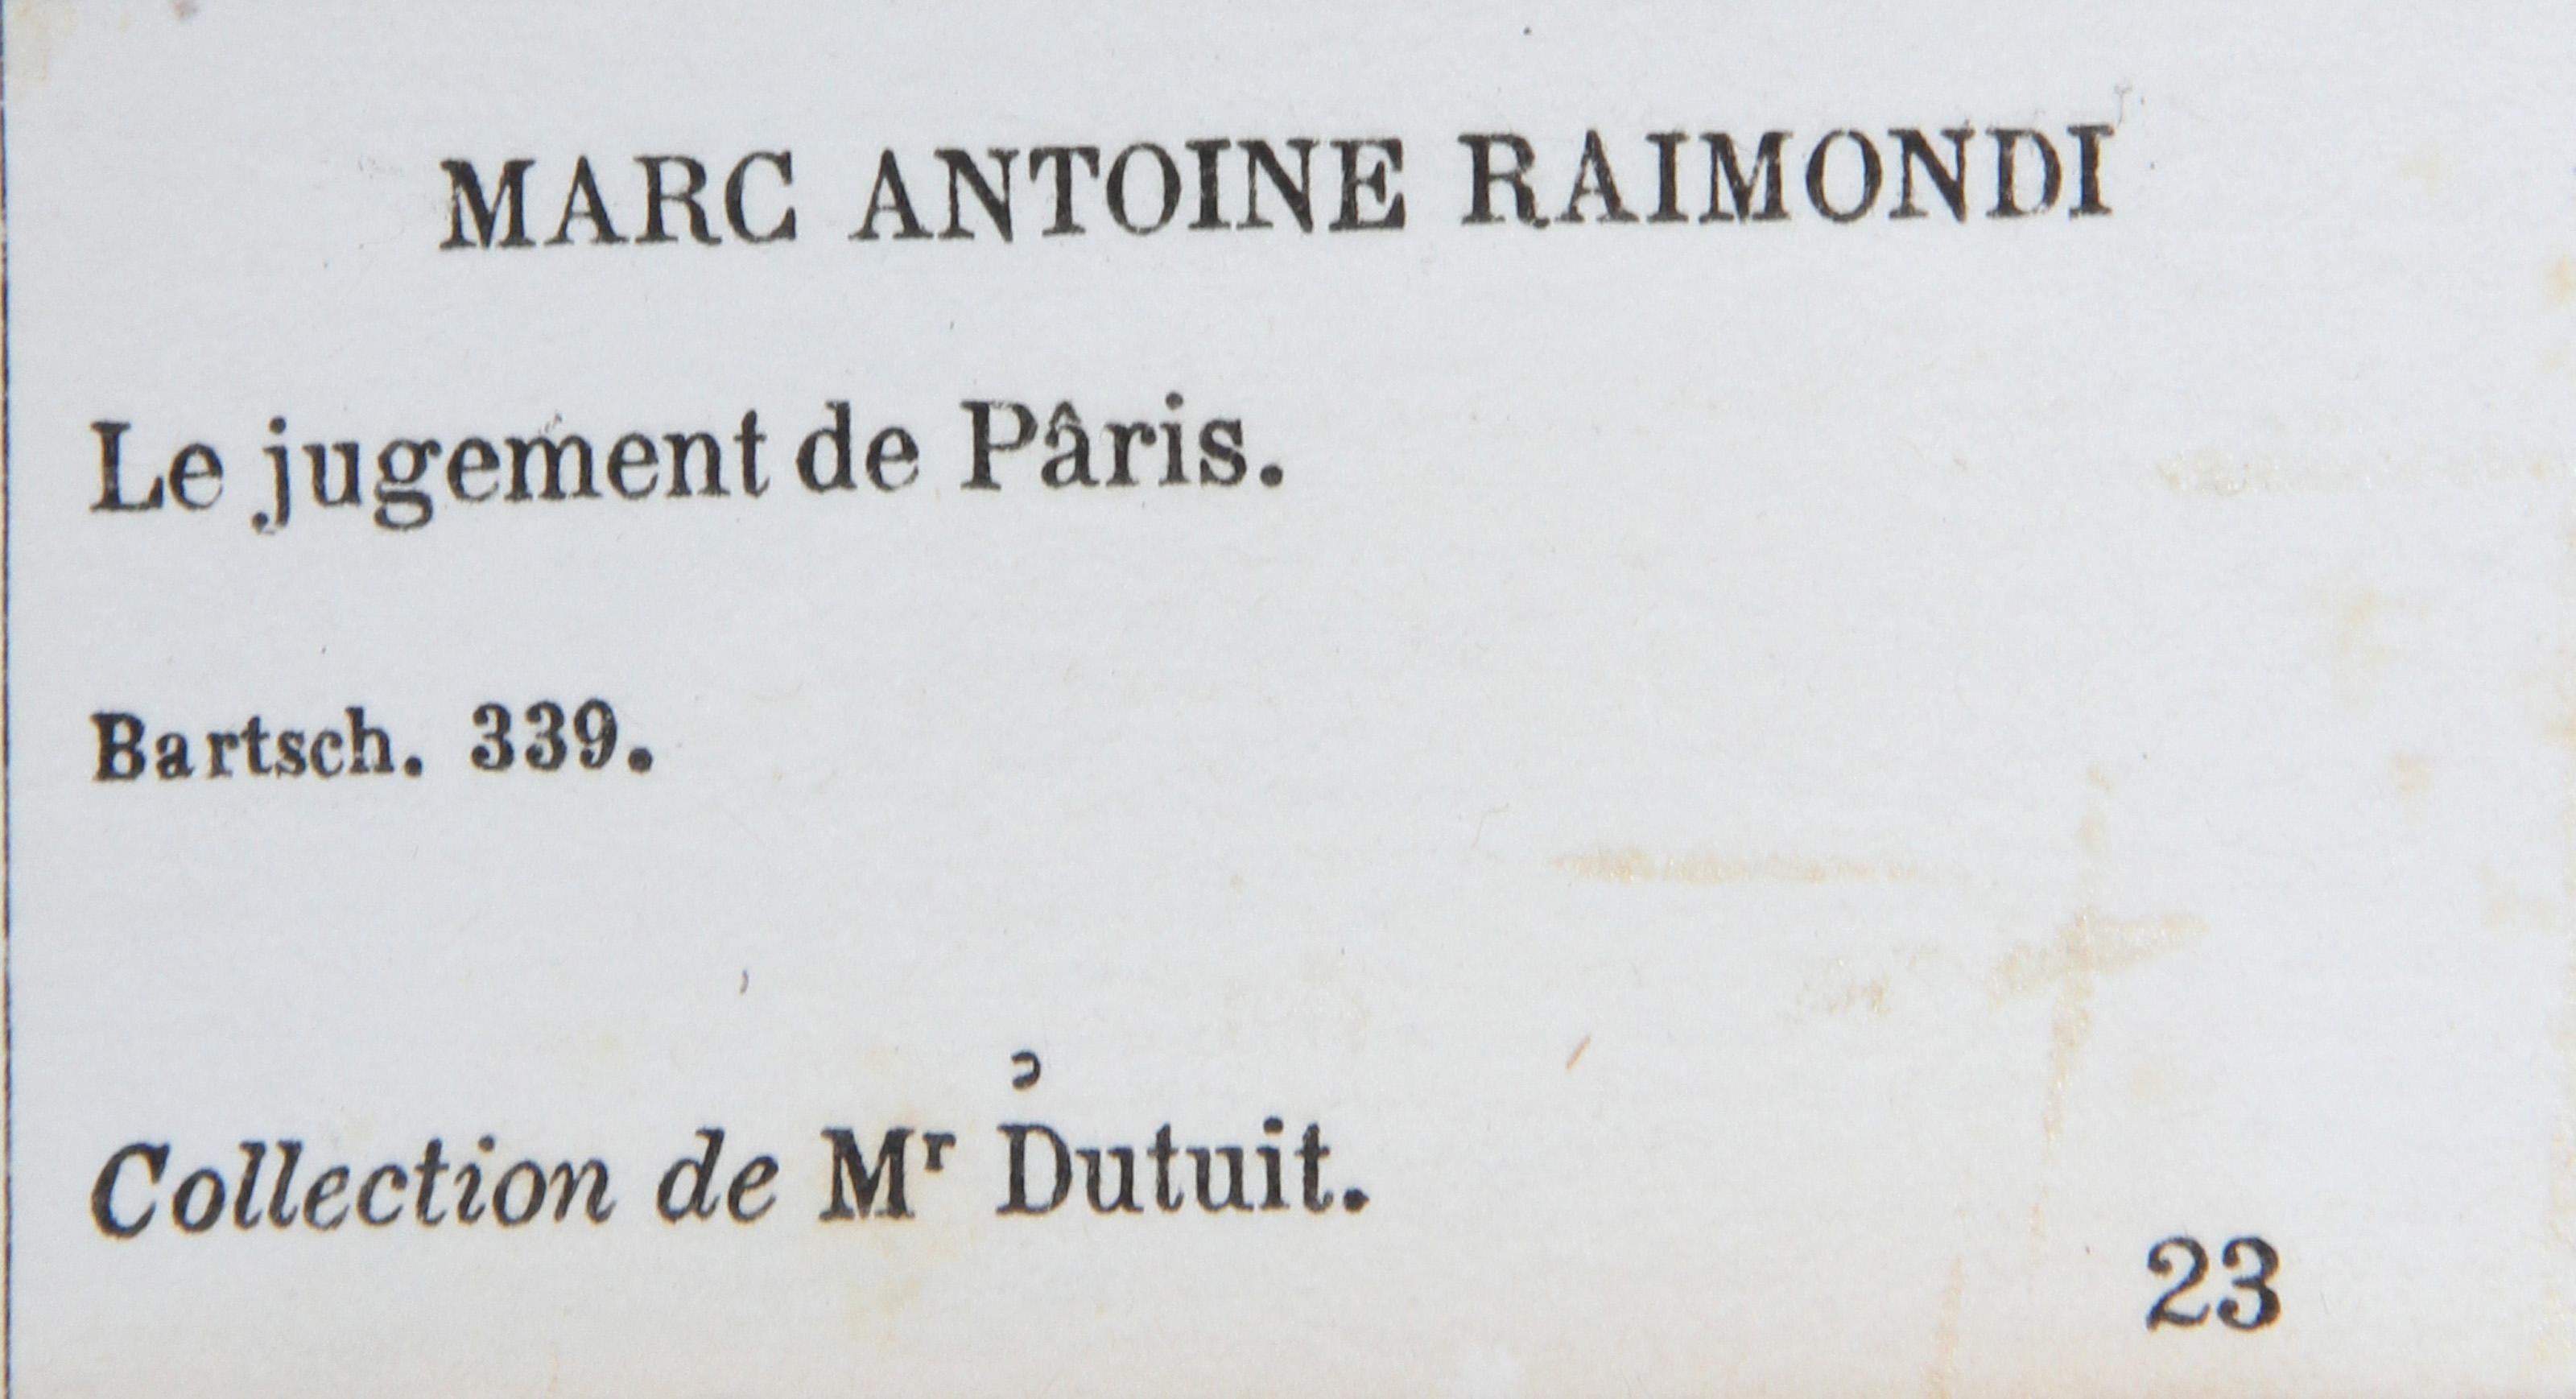 MARC ANTOINE RAIMONDI
Le jugement de Pâris.
Bartsch. 339.
Collection de Mʳ Dutuit.
23